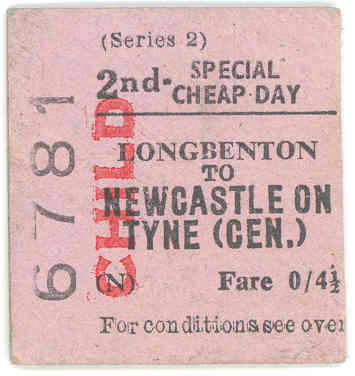 (Series 2)
2nd- SPECIAL
CHEAP DAY
LONGBENTON
TO
NEWCASTLE ON
TYNE (CEN.)
(N) Fare 0/4½
For conditions see over
CHILD
6781